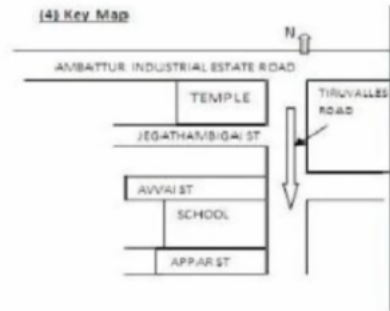 (4) Key Map
N
AMBATTUR INDUSTRIAL ESTATE ROAD
TEMPLE
TIRUVALLES
ROAD
JEGATHAMBIGAI ST
AVVAI ST
SCHOOL
APPAR ST